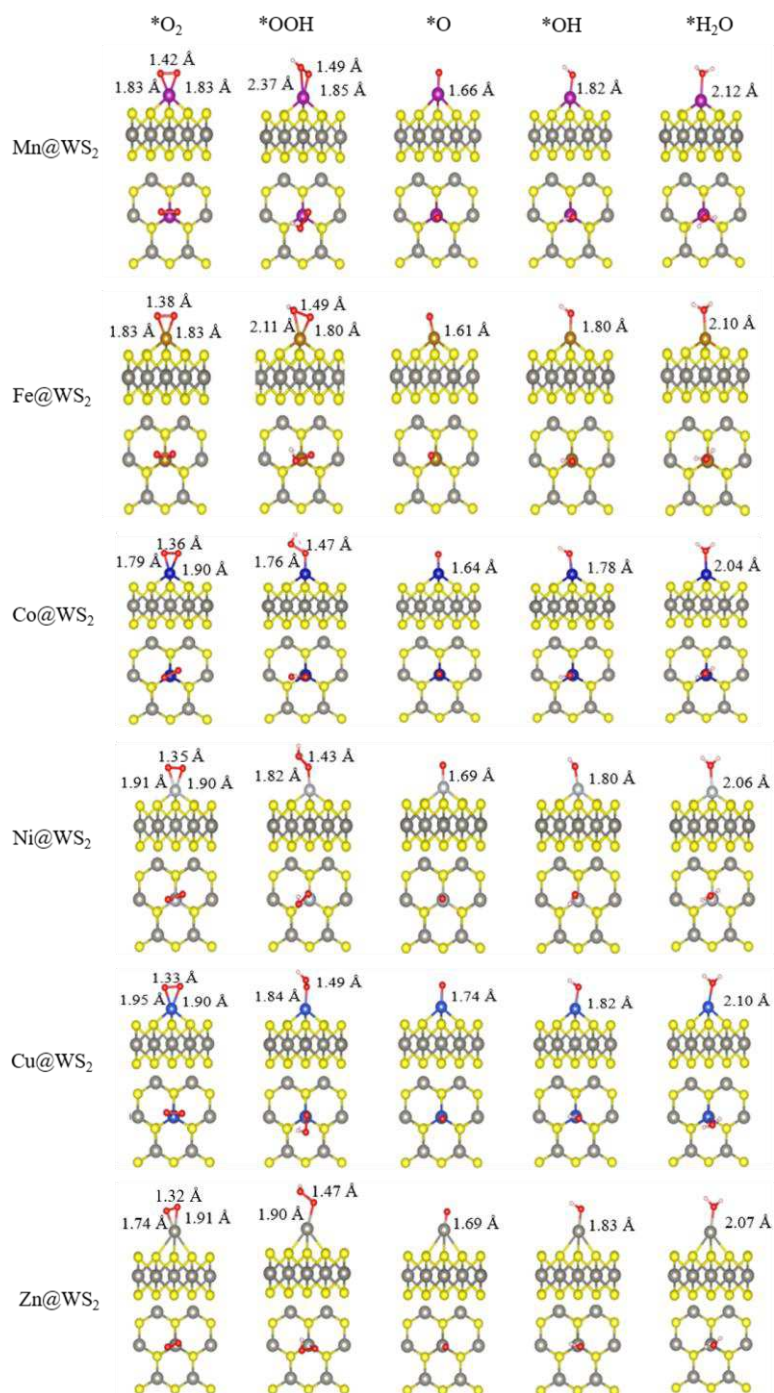 *O₂ *OOH *O *OH *H₂O
1.42 Å 1.49 Å
1.83 Å 1.83 Å 2.37 Å 1.85 Å 1.66 Å 1.82 Å 2.12 Å
Mn@WS₂
1.38 Å 1.49 Å
1.83 Å 1.83 Å 2.11 Å 1.80 Å 1.61 Å 1.80 Å 2.10 Å
Fe@WS₂
1.36 Å 1.47 Å
1.79 Å 1.90 Å 1.76 Å 1.64 Å 1.78 Å 2.04 Å
Co@WS₂
1.35 Å 1.43 Å
1.91 Å 1.90 Å 1.82 Å 1.69 Å 1.80 Å 2.06 Å
Ni@WS₂
1.33 Å 1.49 Å
1.95 Å 1.90 Å 1.84 Å 1.74 Å 1.82 Å 2.10 Å
Cu@WS₂
1.32 Å 1.47 Å
1.74 Å 1.91 Å 1.90 Å 1.69 Å 1.83 Å 2.07 Å
Zn@WS₂